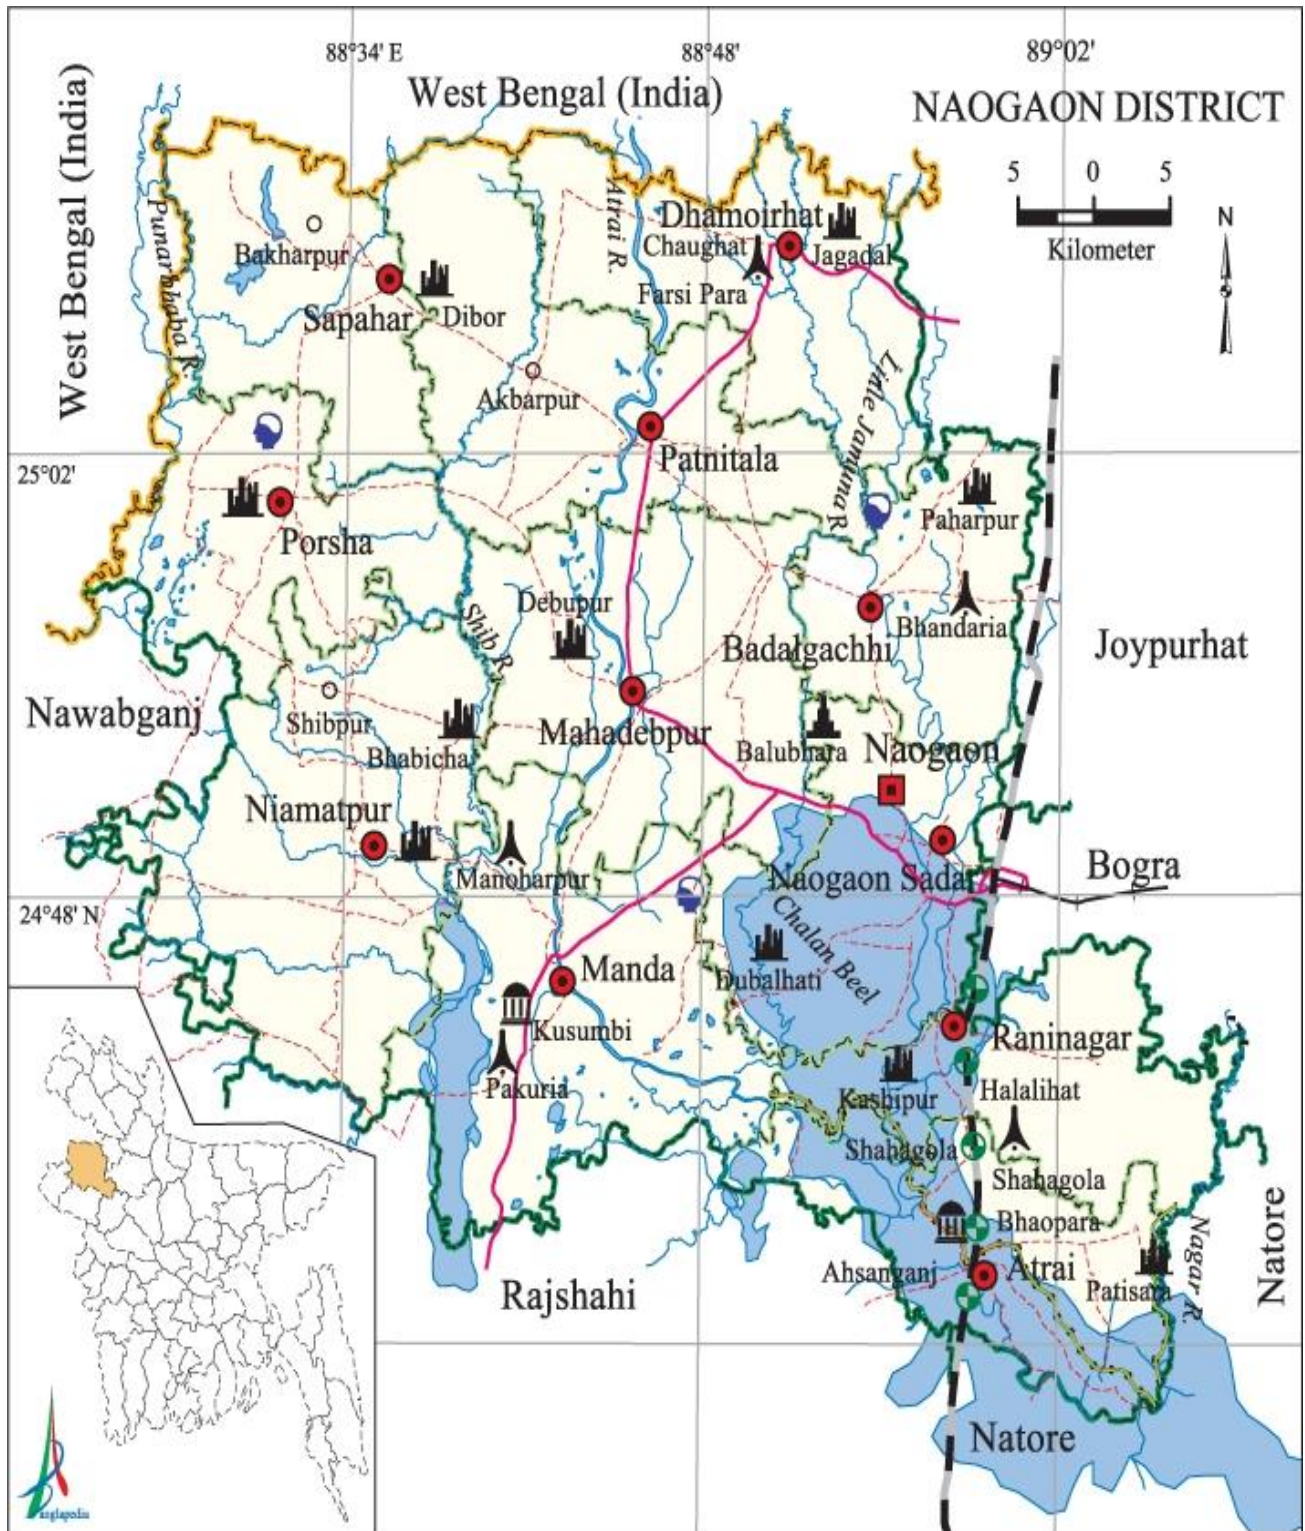 88°34' E
88°48'
89°02'
West Bengal (India)
NAOGAON DISTRICT
West Bengal (India)
5 0 5
Kilometer
N
Punarbhaba R.
Atrai R.
Dhamoirhat
Chaughat
Jagadal
Bakharpur
Farsi Para
Sapahar
Dibor
Akbarpur
Little Jamuna R.
Patnitala
25°02'
Paharpur
Porsha
Debupur
Shib R.
Badalgachhi
Bhandaria
Joypurhat
Nawabganj
Shibpur
Bhabicha
Mahadebpur
Balubhara
Naogaon
Niamatpur
Manoharpur
Naogaon Sadar
Bogra
24°48' N
Chalan Beel
Dubalhati
Manda
Kusumbi
Raninagar
Pakuria
Kashipur
Halalihat
Shahagola
Shahagola
Bhaopara
Ahsanganj
Atrai
Patisara
Nagar R.
Natore
Rajshahi
Natore
anglapedia